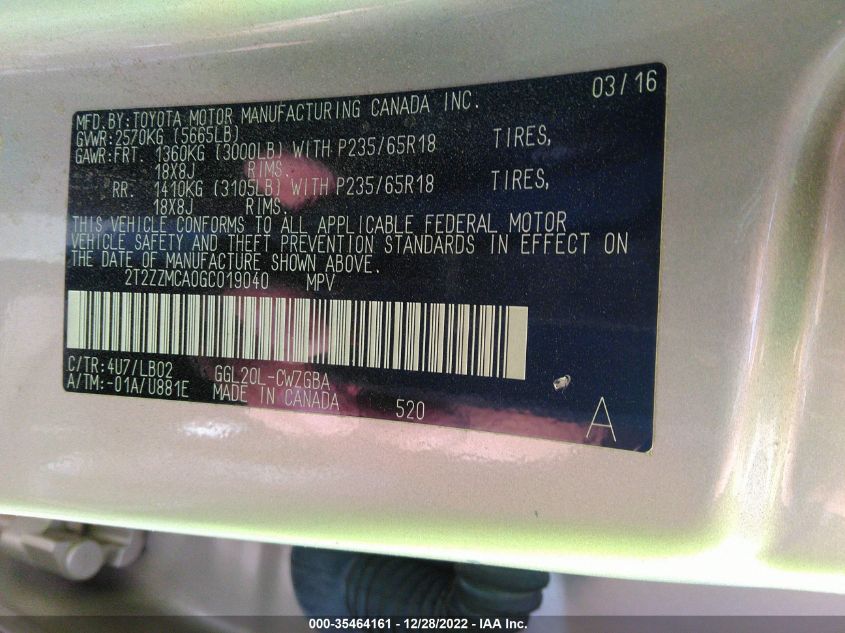 03/16
MFD.BY:TOYOTA MOTOR MANUFACTURING CANADA INC.
GVWR:2570KG (5665LB)
GAWR:FRT. 1360KG (3000LB) WITH P235/65R18 TIRES,
18X8J RIMS.
RR. 1410KG (3105LB) WITH P235/65R18 TIRES,
18X8J RIMS.
THIS VEHICLE CONFORMS TO ALL APPLICABLE FEDERAL MOTOR
VEHICLE SAFETY AND THEFT PREVENTION STANDARDS IN EFFECT ON
THE DATE OF MANUFACTURE SHOWN ABOVE.
2T2ZZMCA0GC019040 MPV
C/TR:4U7/LB02 GGL20L-CWZGBA
A/TM:-01A/U881E MADE IN CANADA 520 A
000-35464161 - 12/28/2022 - IAA Inc.